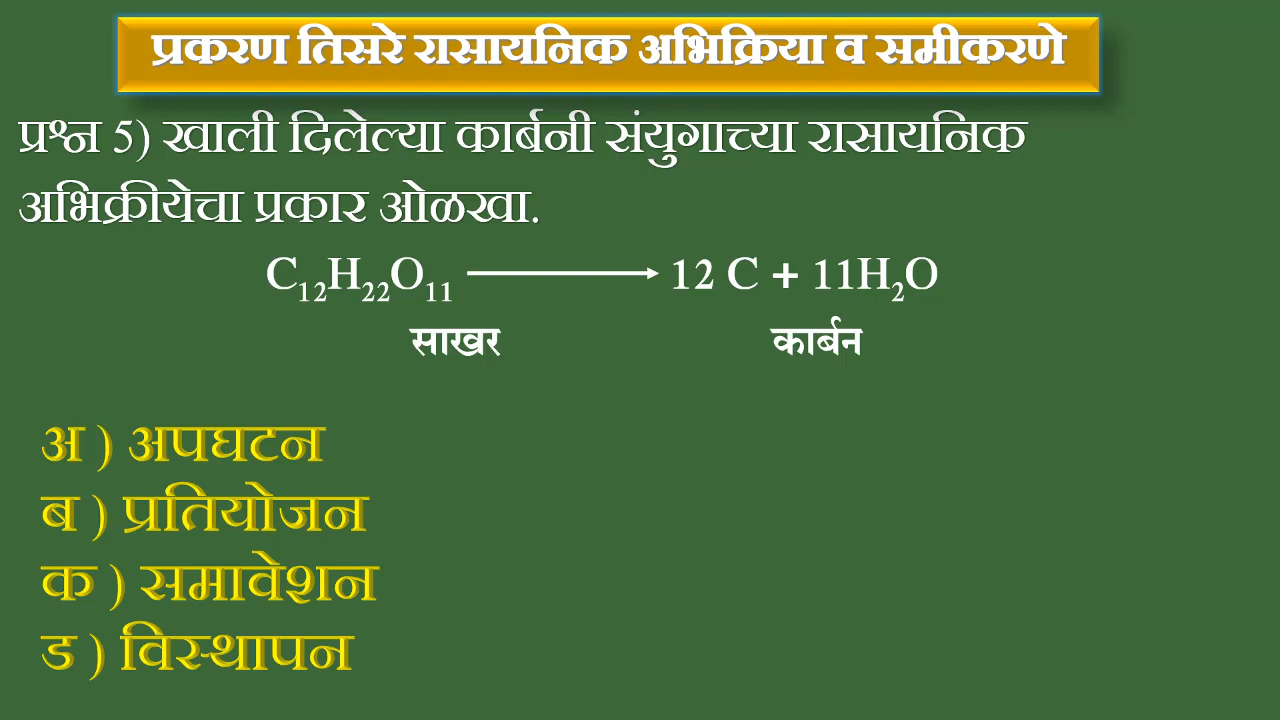 प्रकरण तिसरे रासायनिक अभिक्रिया व समीकरणे
प्रश्न 5) खाली दिलेल्या कार्बनी संयुगाच्या रासायनिक
अभिक्रीयेचा प्रकार ओळखा.
C₁₂H₂₂O₁₁ ⟶ 12 C + 11H₂O
साखर कार्बन
अ ) अपघटन
ब ) प्रतियोजन
क ) समावेशन
ड ) विस्थापन